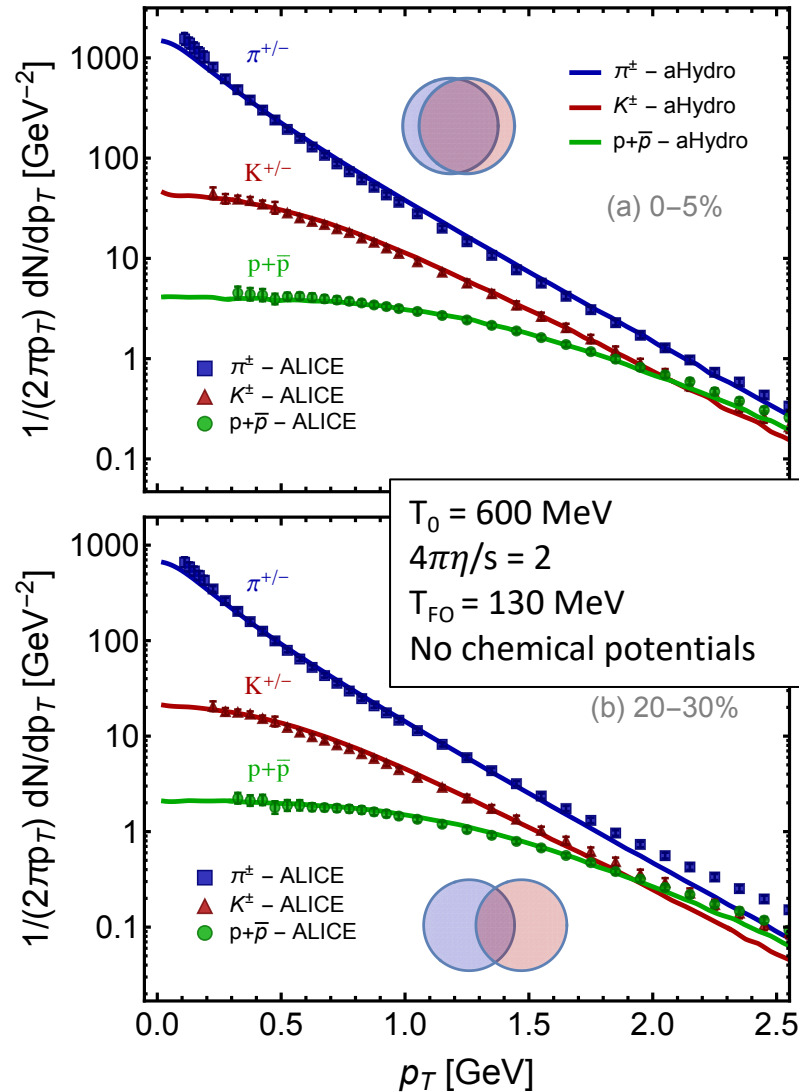 1000
100
10
1
0.1
1/(2πp_T) dN/dp_T [GeV⁻²]
π^{+/-}
K^{+/-}
p+p̄
π^± – aHydro
K^± – aHydro
p+p̄ – aHydro
(a) 0–5%
π^± – ALICE
K^± – ALICE
p+p̄ – ALICE
T₀ = 600 MeV
4πη/s = 2
T_FO = 130 MeV
No chemical potentials
1000
100
10
1
0.1
1/(2πp_T) dN/dp_T [GeV⁻²]
π^{+/-}
K^{+/-}
p+p̄
(b) 20–30%
π^± – ALICE
K^± – ALICE
p+p̄ – ALICE
0.0 0.5 1.0 1.5 2.0 2.5
p_T [GeV]